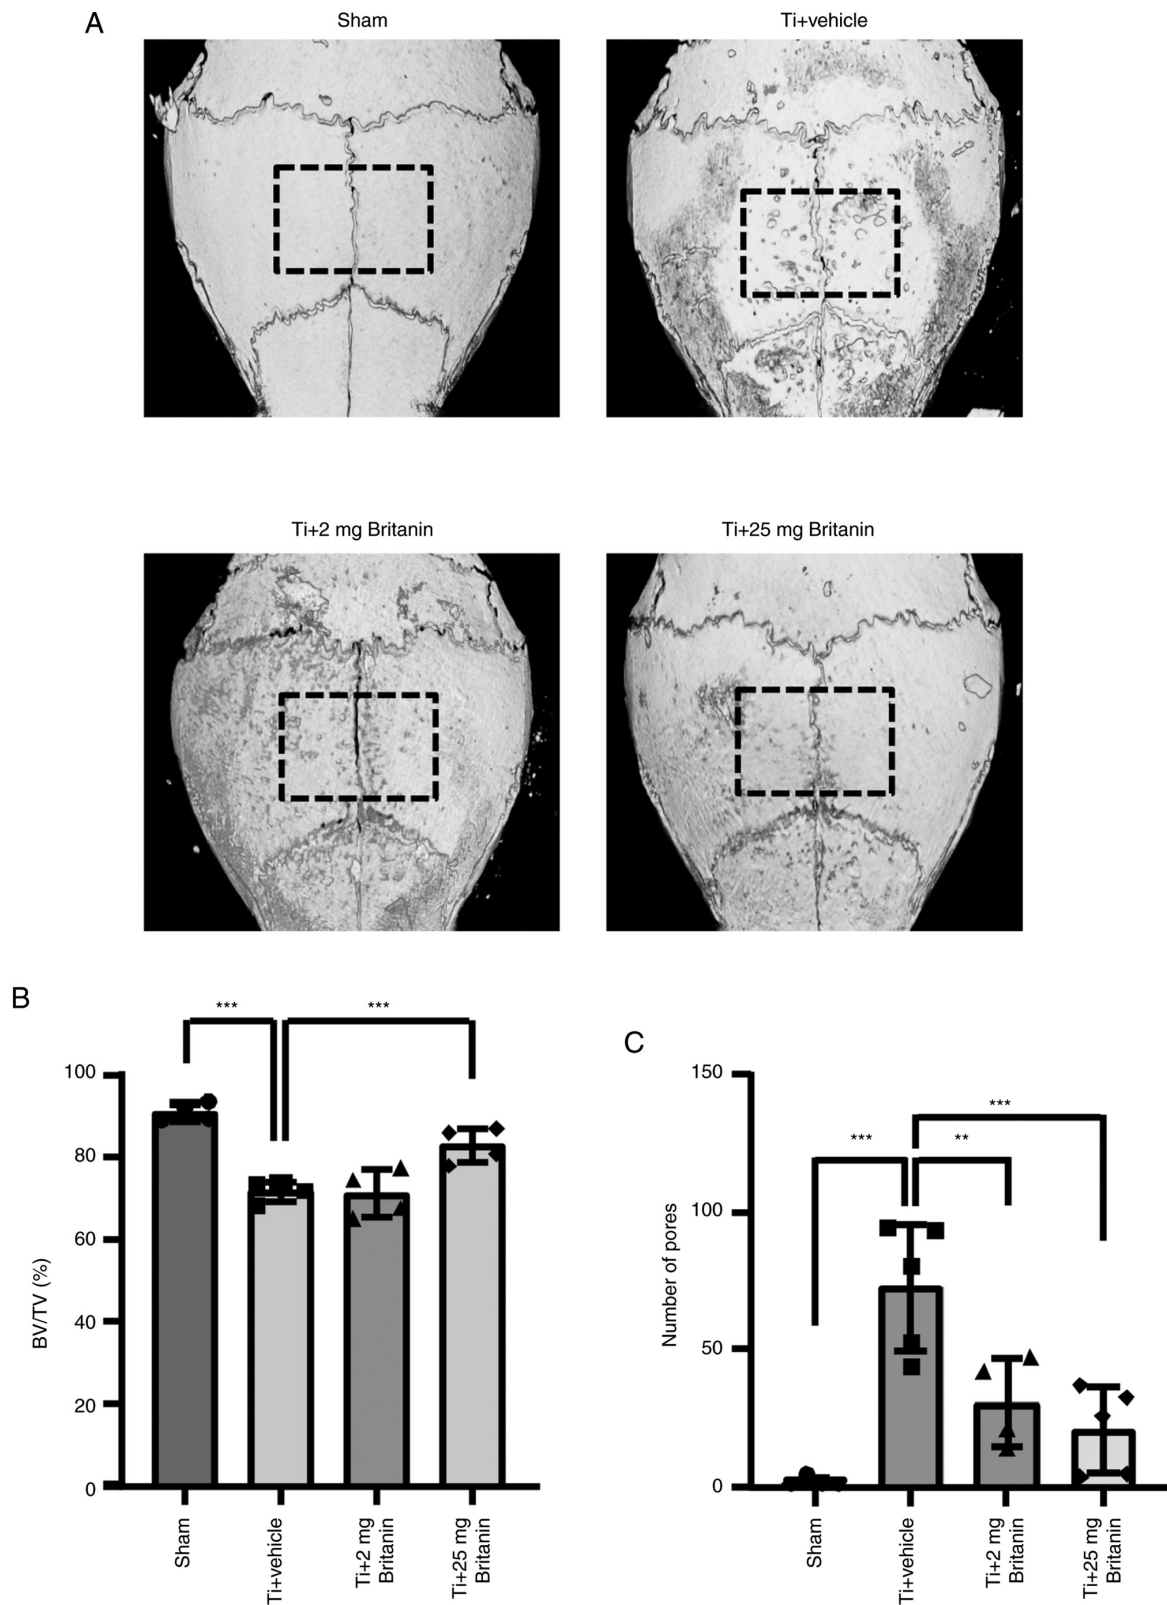 A
Sham
Ti+vehicle
Ti+2 mg Britanin
Ti+25 mg Britanin
B
***
***
100
80
60
40
20
0
BV/TV (%)
Sham
Ti+vehicle
Ti+2 mg
Britanin
Ti+25 mg
Britanin
C
***
***
**
150
100
50
0
Number of pores
Sham
Ti+vehicle
Ti+2 mg
Britanin
Ti+25 mg
Britanin